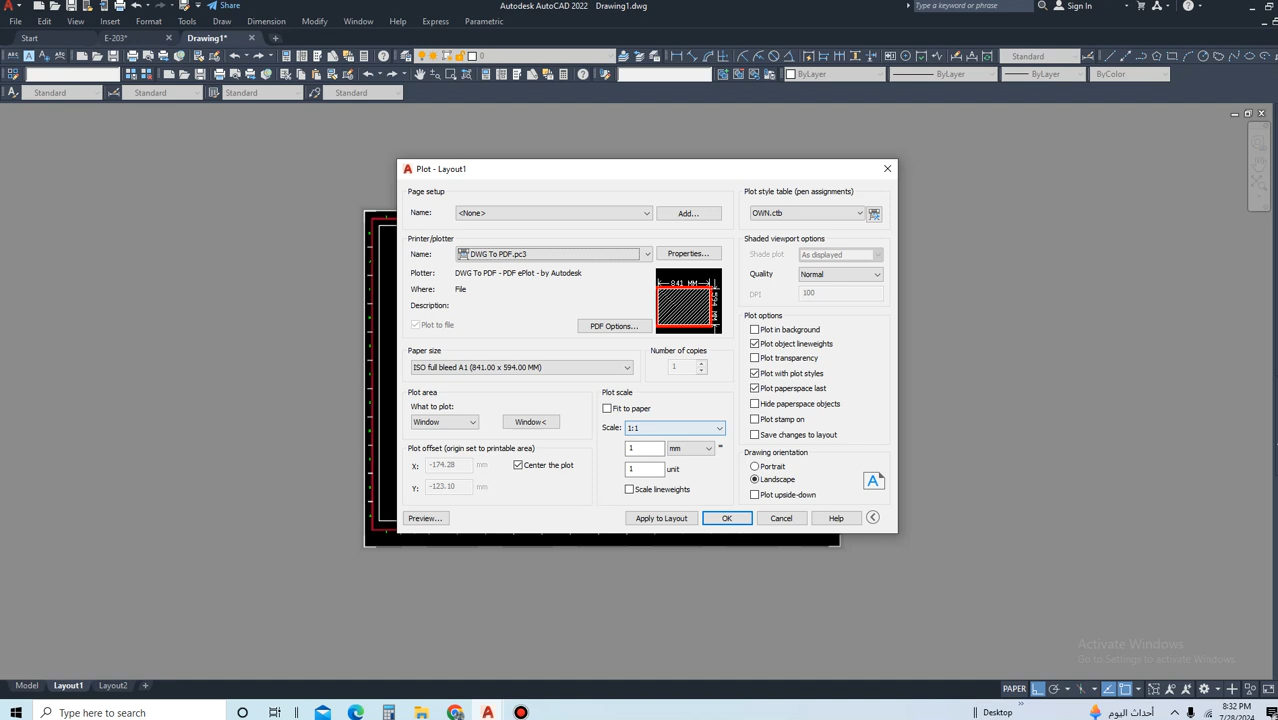 Share
Autodesk AutoCAD 2022 Drawing1.dwg
Type a keyword or phrase
Sign In
File Edit View Insert Format Tools Draw Dimension Modify Window Help Express Parametric
Start
E-203*
Drawing1*
0
Standard
ByLayer
ByLayer
ByLayer
ByColor
Standard
Standard
Standard
Standard
Plot - Layout1
Page setup
Name:
<None>
Add...
Printer/plotter
Name:
DWG To PDF.pc3
Properties...
Plotter:
DWG To PDF - PDF ePlot - by Autodesk
Where:
File
Description:
Plot to file
PDF Options...
841 MM
594 MM
Paper size
ISO full bleed A1 (841.00 x 594.00 MM)
Number of copies
1
Plot area
What to plot:
Window
Window<
Plot offset (origin set to printable area)
X:
-174.28
mm
Center the plot
Y:
-123.10
mm
Plot scale
Fit to paper
Scale:
1:1
1
mm
=
1
unit
Scale lineweights
Plot style table (pen assignments)
OWN.ctb
Shaded viewport options
Shade plot
As displayed
Quality
Normal
DPI
100
Plot options
Plot in background
Plot object lineweights
Plot transparency
Plot with plot styles
Plot paperspace last
Hide paperspace objects
Plot stamp on
Save changes to layout
Drawing orientation
Portrait
Landscape
Plot upside-down
Preview...
Apply to Layout
OK
Cancel
Help
Activate Windows
Go to Settings to activate Windows.
Model
Layout1
Layout2
PAPER
Type here to search
Desktop
أحداث اليوم
8:32 PM
7/28/2024